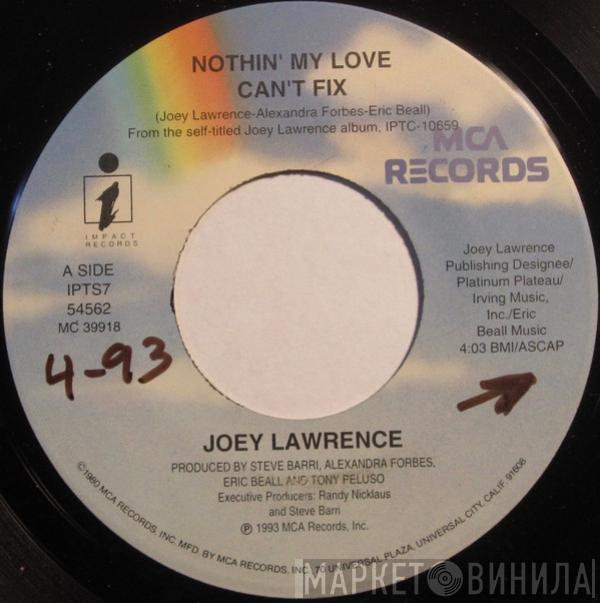 NOTHIN' MY LOVE
CAN'T FIX
(Joey Lawrence-Alexandra Forbes-Eric Beall)
From the self-titled Joey Lawrence album, IPTC-10659
MCA
RECORDS
i
IMPACT
RECORDS
A SIDE
IPTS7
54562
MC 39918
Joey Lawrence
Publishing Designee/
Platinum Plateau/
Irving Music,
Inc./Eric
Beall Music
4:03 BMI/ASCAP
4-93
JOEY LAWRENCE
PRODUCED BY STEVE BARRI, ALEXANDRA FORBES,
ERIC BEALL AND TONY PELUSO
Executive Producers: Randy Nicklaus
and Steve Barri
℗ 1993 MCA Records, Inc.
©1980 MCA RECORDS, INC. MFD. BY MCA RECORDS, INC., 70 UNIVERSAL PLAZA, UNIVERSAL CITY, CALIF. 91608
МАРКЕТ ВИНИЛА!